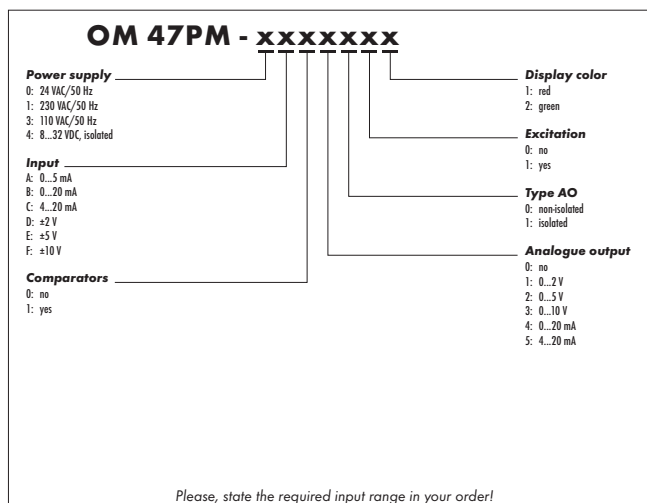 OM 47PM - xxxxxxx
Power supply
0: 24 VAC/50 Hz
1: 230 VAC/50 Hz
3: 110 VAC/50 Hz
4: 8...32 VDC, isolated
Input
A: 0...5 mA
B: 0...20 mA
C: 4...20 mA
D: ±2 V
E: ±5 V
F: ±10 V
Comparators
0: no
1: yes
Display color
1: red
2: green
Excitation
0: no
1: yes
Type AO
0: non-isolated
1: isolated
Analogue output
0: no
1: 0...2 V
2: 0...5 V
3: 0...10 V
4: 0...20 mA
5: 4...20 mA
Please, state the required input range in your order!